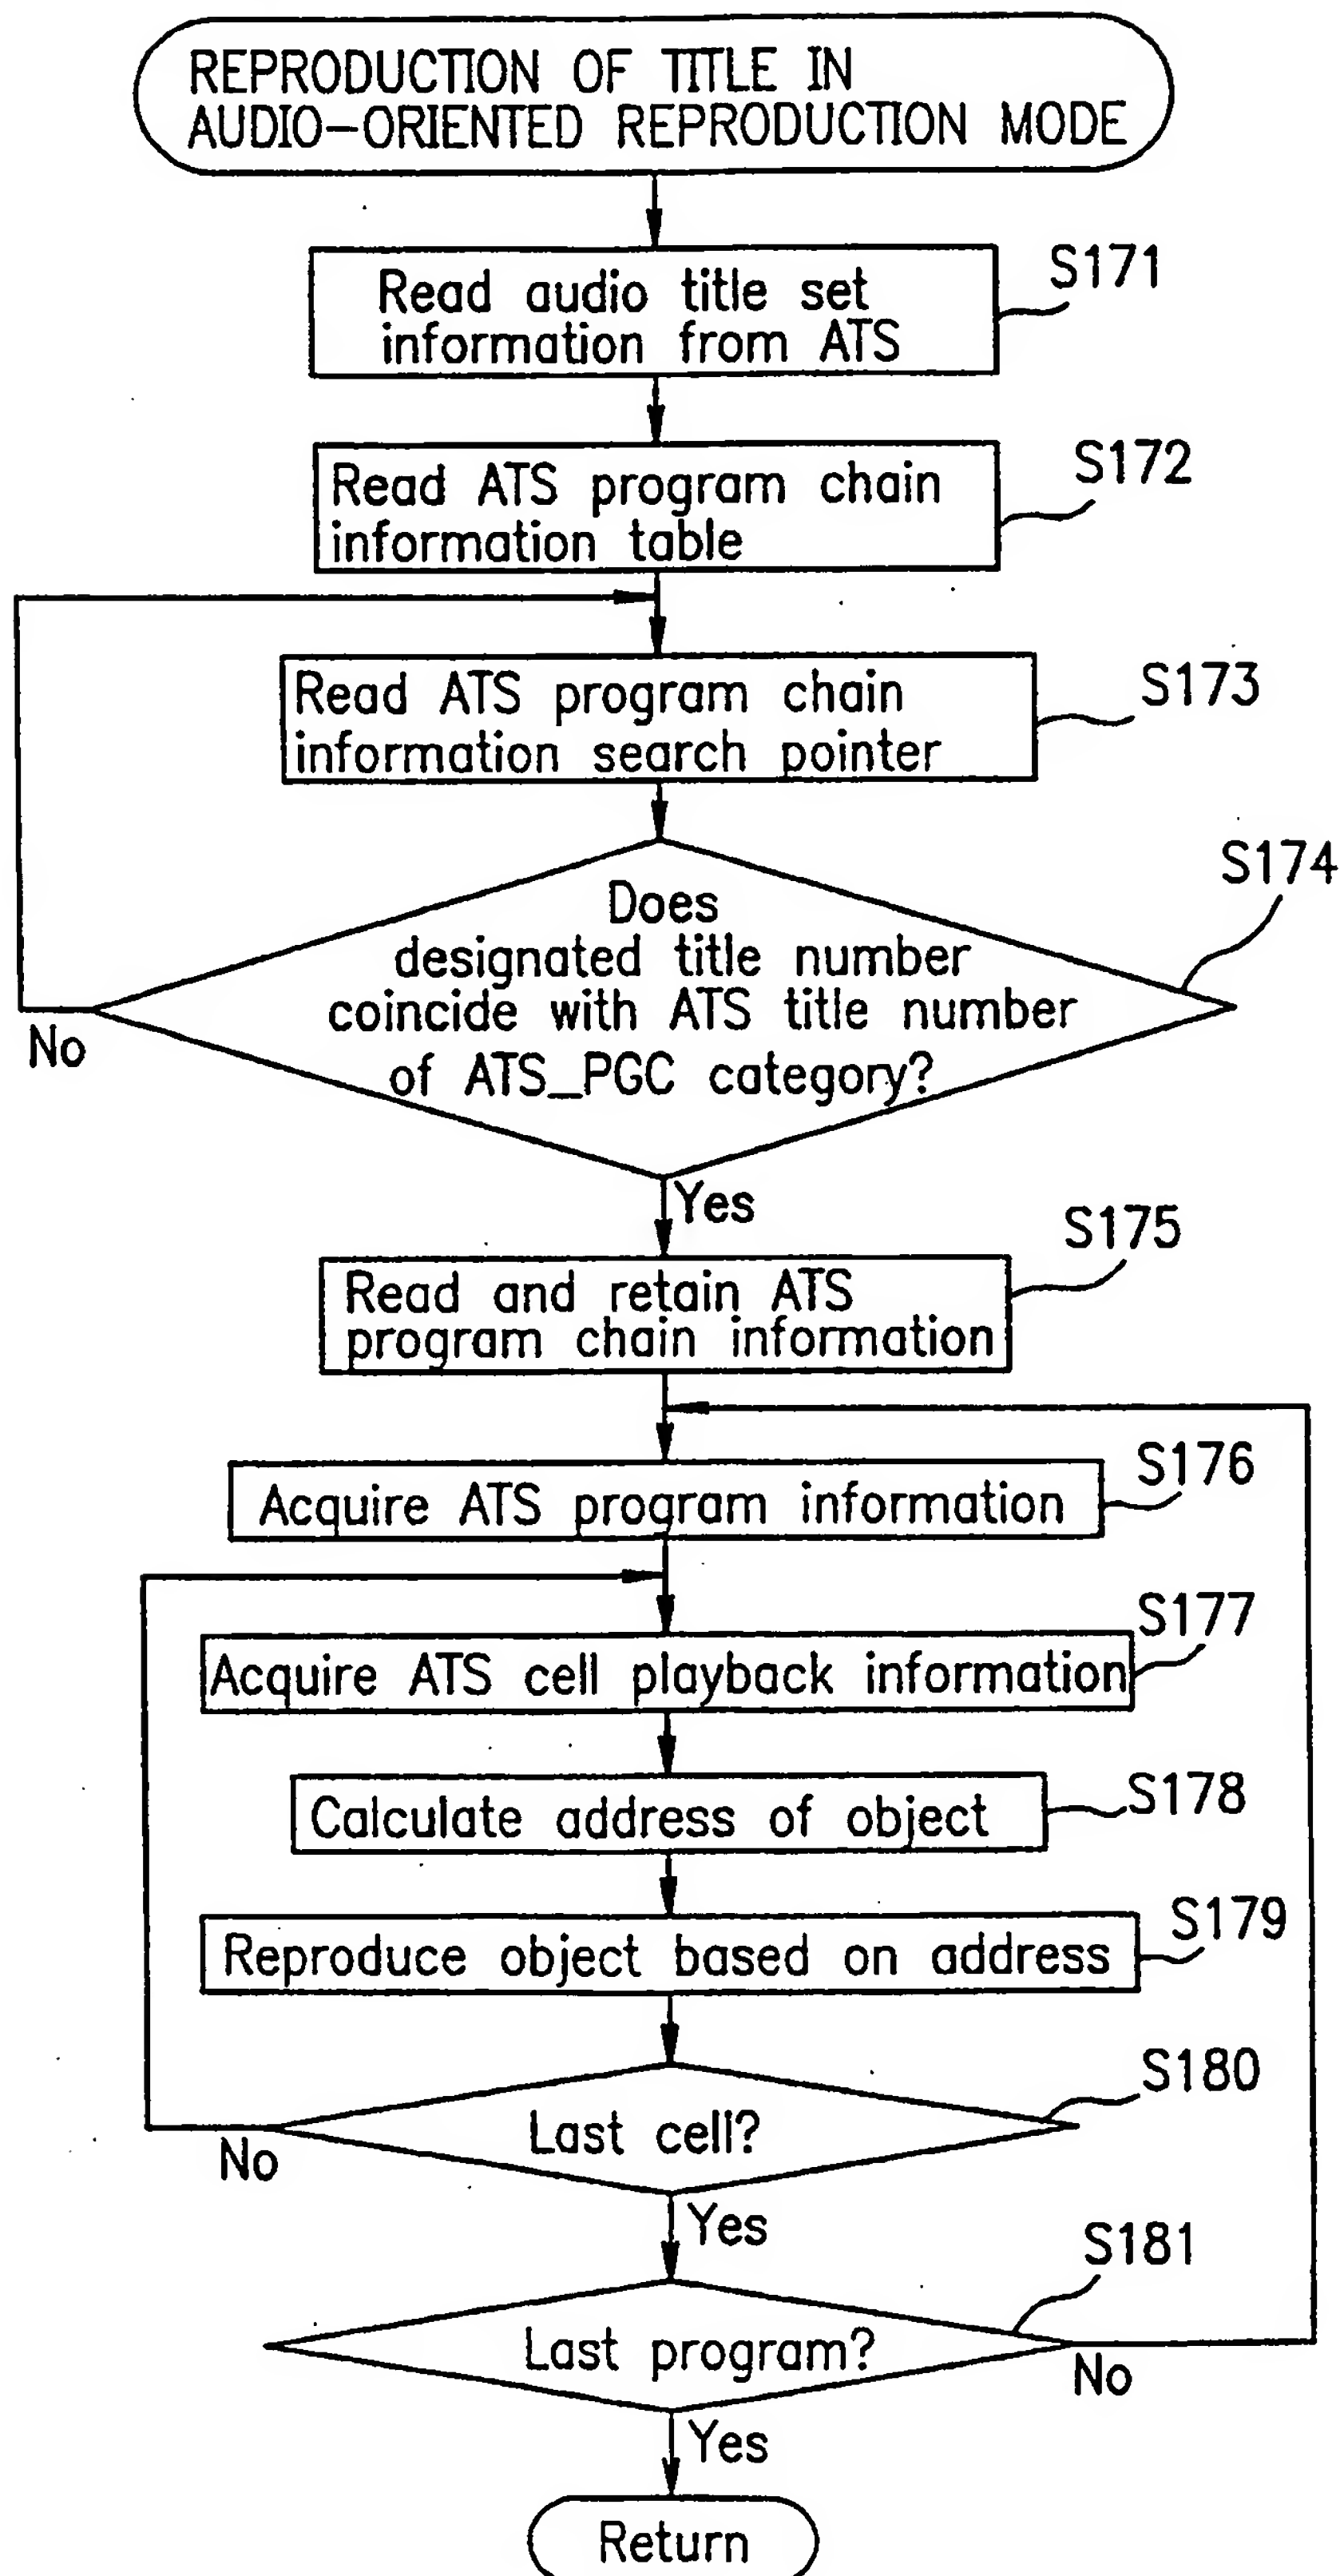 REPRODUCTION OF TITLE IN
AUDIO-ORIENTED REPRODUCTION MODE
S171
Read audio title set
information from ATS
S172
Read ATS program chain
information table
S173
Read ATS program chain
information search pointer
S174
Does
designated title number
coincide with ATS title number
of ATS_PGC category?
No
Yes
S175
Read and retain ATS
program chain information
S176
Acquire ATS program information
S177
Acquire ATS cell playback information
S178
Calculate address of object
S179
Reproduce object based on address
S180
Last cell?
No
Yes
S181
Last program?
No
Yes
Return